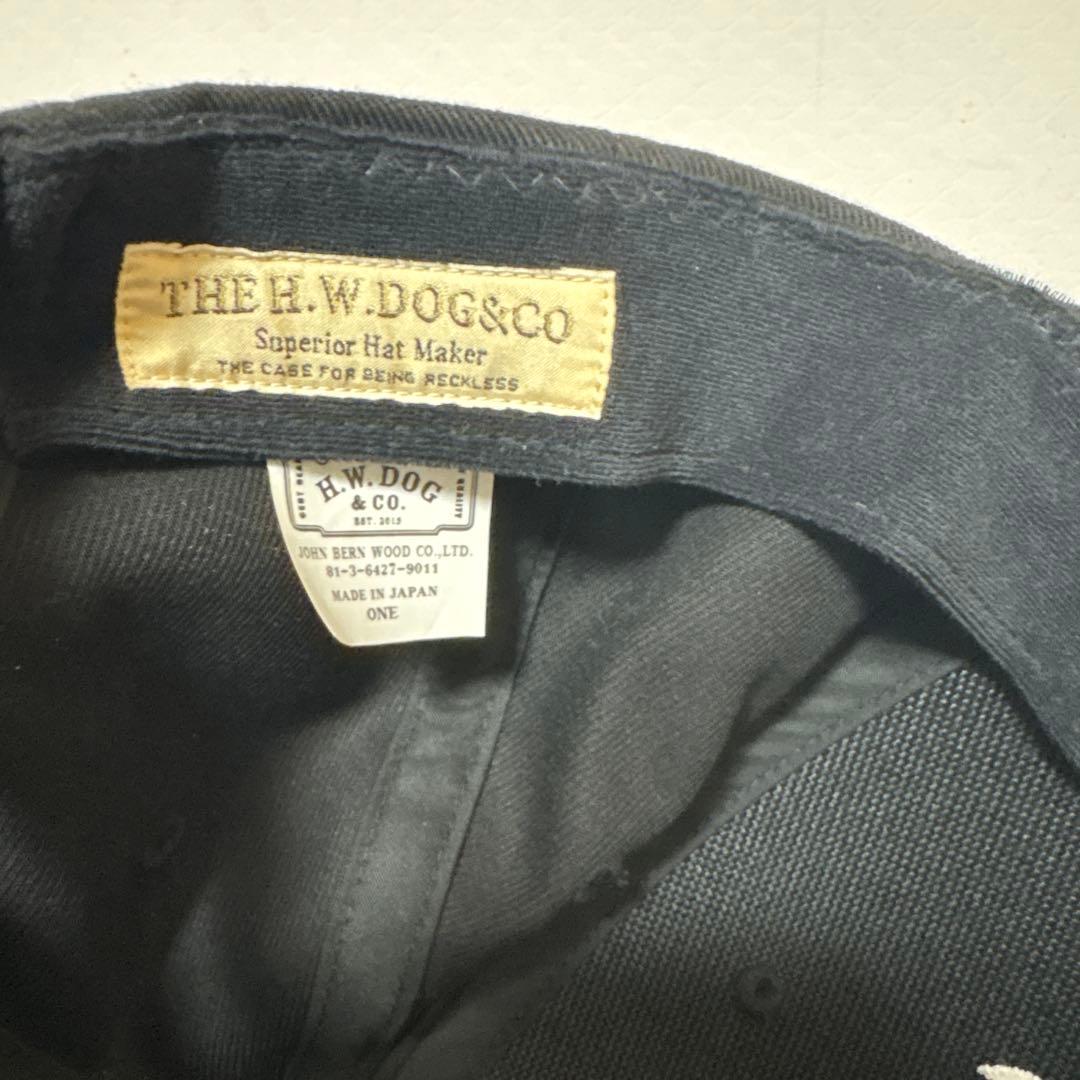 THE H.W.DOG&CO
Superior Hat Maker
THE CASE FOR BEING RECKLESS
H.W.DOG
& CO.
EST. 2013
JOHN BERN WOOD CO.,LTD.
81-3-6427-9011
MADE IN JAPAN
ONE